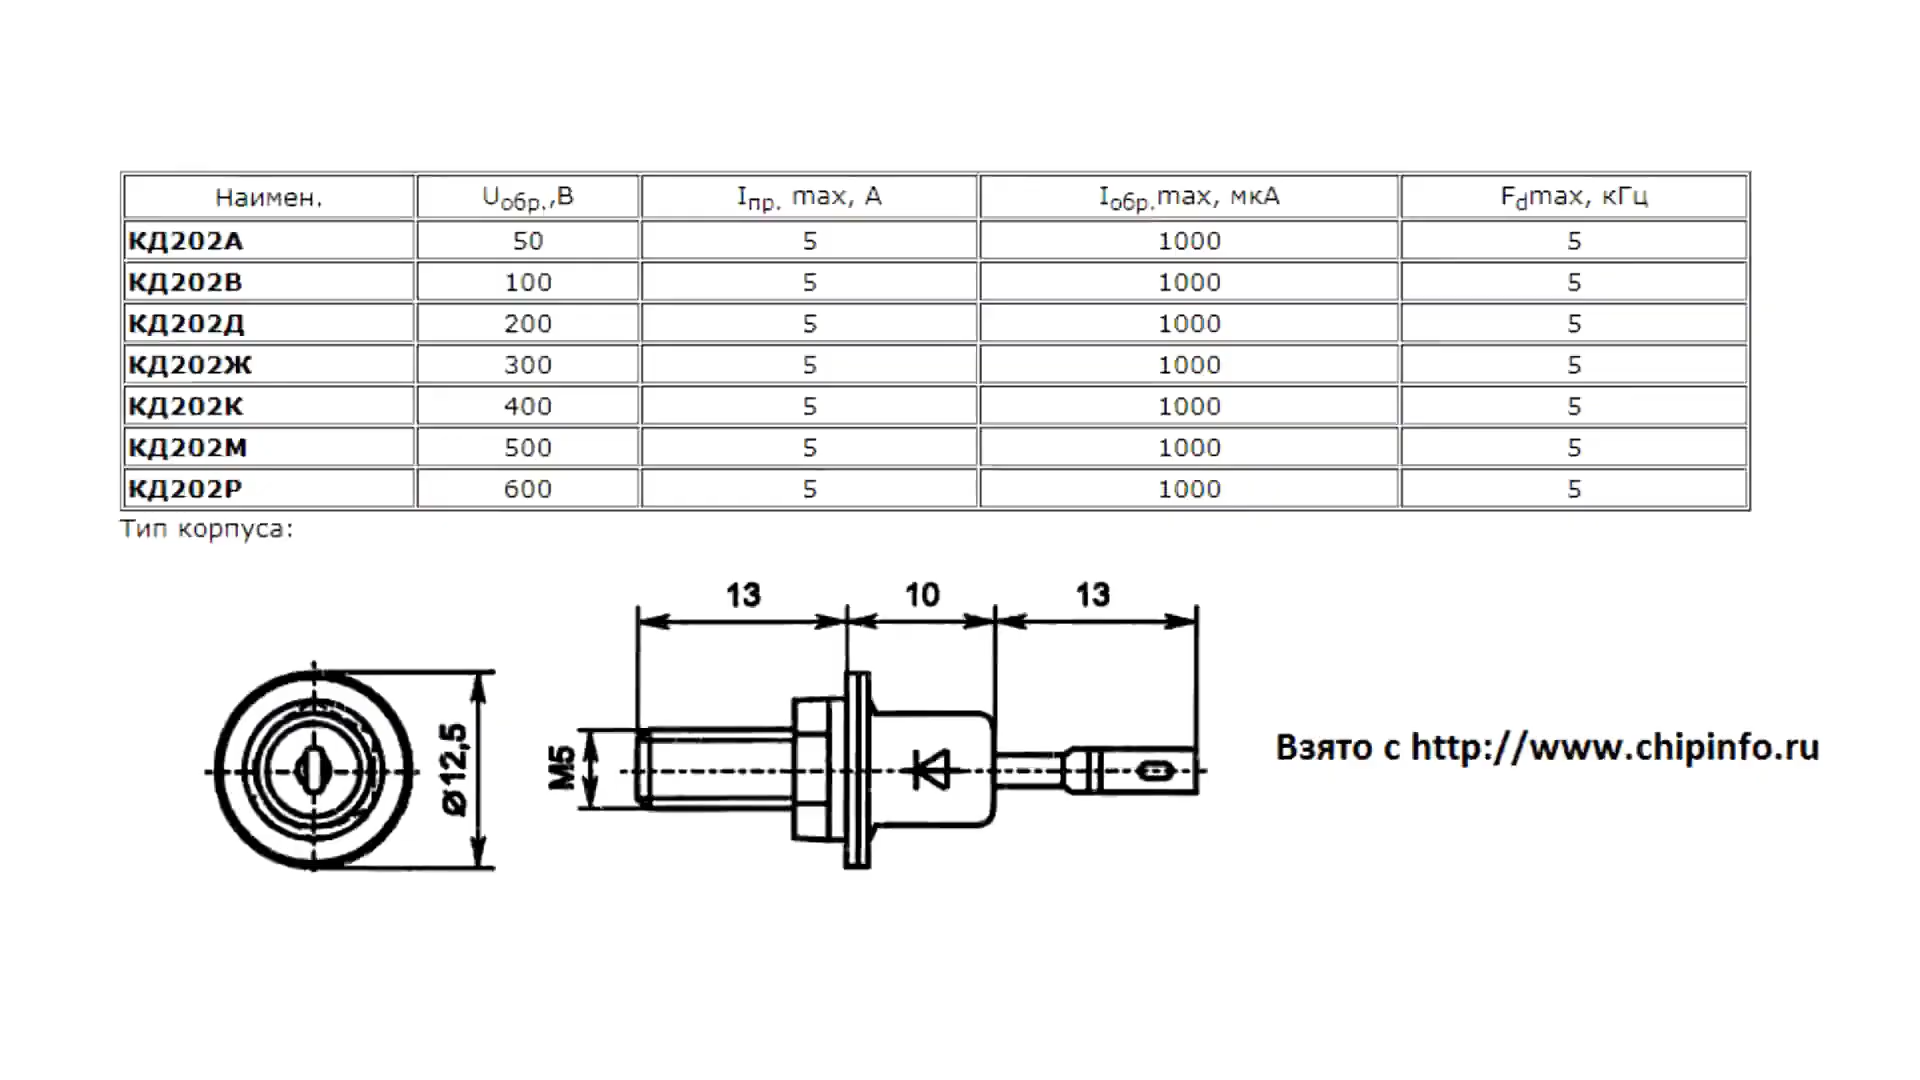 Наимен. Uобр.,В Iпр. max, А Iобр.max, мкА Fdmax, кГц
КД202А 50 5 1000 5
КД202В 100 5 1000 5
КД202Д 200 5 1000 5
КД202Ж 300 5 1000 5
КД202К 400 5 1000 5
КД202М 500 5 1000 5
КД202Р 600 5 1000 5
Тип корпуса:
13 10 13
⌀12,5
М5
Взято с http://www.chipinfo.ru